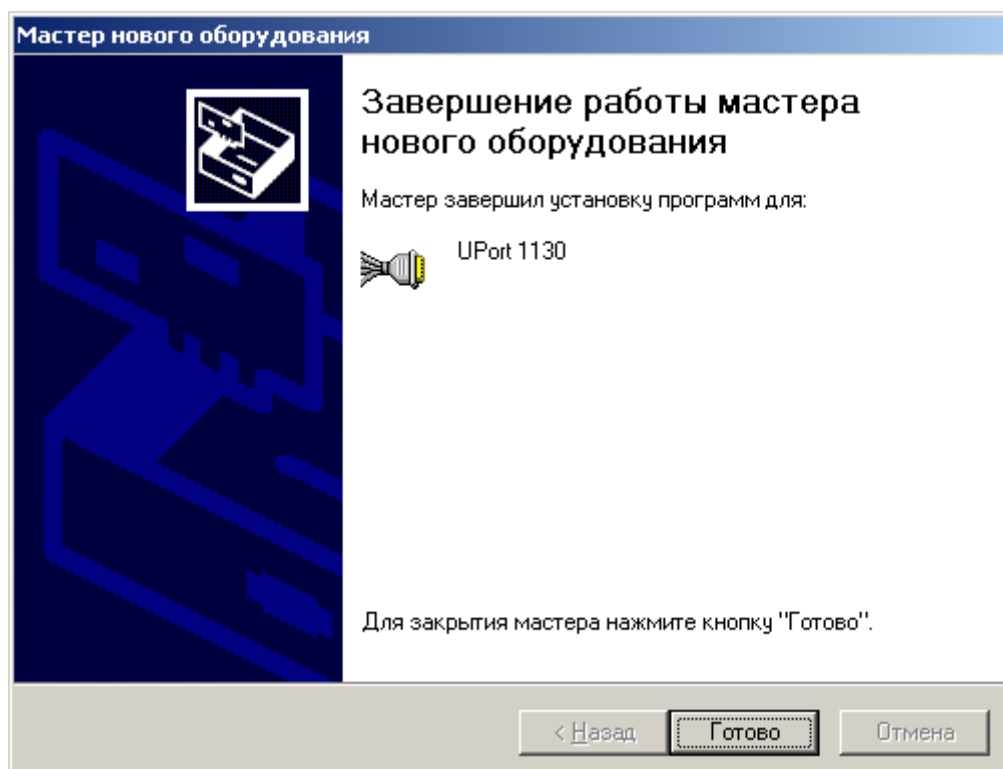 Мастер нового оборудования
Завершение работы мастера
нового оборудования
Мастер завершил установку программ для:
UPort 1130
Для закрытия мастера нажмите кнопку "Готово".
< Назад
Готово
Отмена